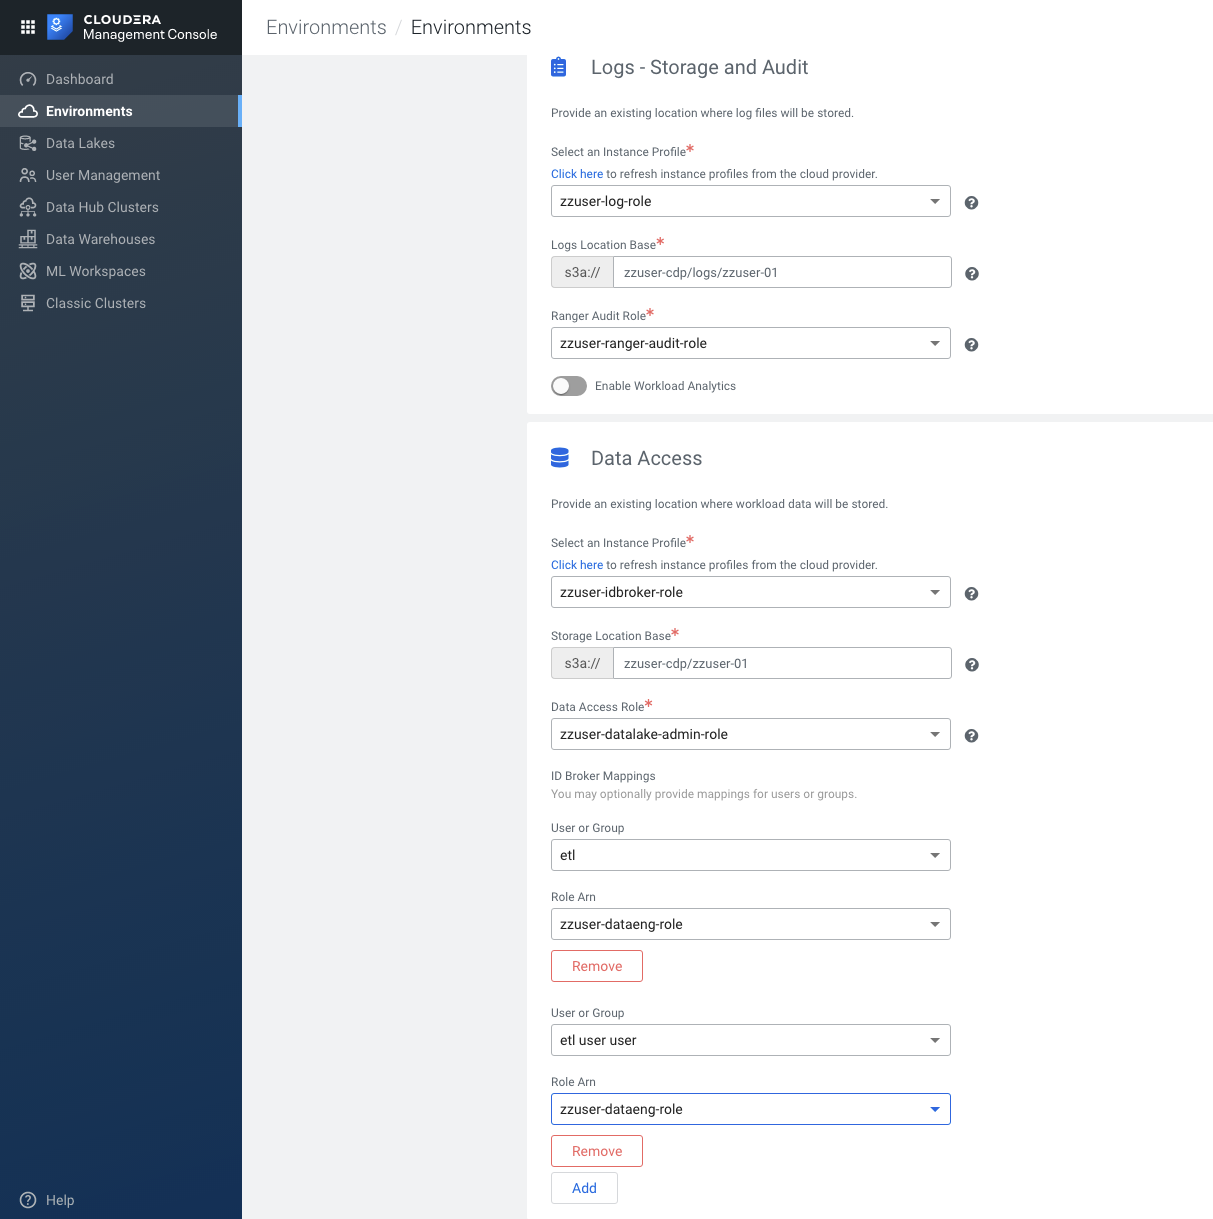 CLOUDERA
Management Console
Environments / Environments
Dashboard
Environments
Data Lakes
User Management
Data Hub Clusters
Data Warehouses
ML Workspaces
Classic Clusters
Help
Logs - Storage and Audit
Provide an existing location where log files will be stored.
Select an Instance Profile*
Click here to refresh instance profiles from the cloud provider.
zzuser-log-role
Logs Location Base*
s3a:// zzuser-cdp/logs/zzuser-01
Ranger Audit Role*
zzuser-ranger-audit-role
Enable Workload Analytics
Data Access
Provide an existing location where workload data will be stored.
Select an Instance Profile*
Click here to refresh instance profiles from the cloud provider.
zzuser-idbroker-role
Storage Location Base*
s3a:// zzuser-cdp/zzuser-01
Data Access Role*
zzuser-datalake-admin-role
ID Broker Mappings
You may optionally provide mappings for users or groups.
User or Group
etl
Role Arn
zzuser-dataeng-role
Remove
User or Group
etl user user
Role Arn
zzuser-dataeng-role
Remove
Add